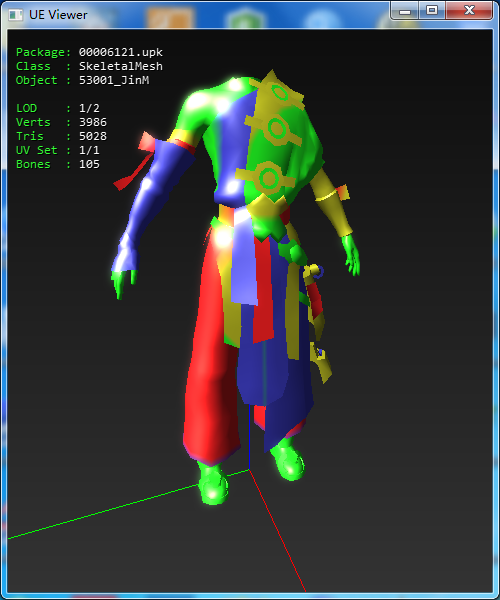 UE Viewer
Package: 00006121.upk
Class : SkeletalMesh
Object : 53001_JinM
LOD : 1/2
Verts : 3986
Tris : 5028
UV Set : 1/1
Bones : 105